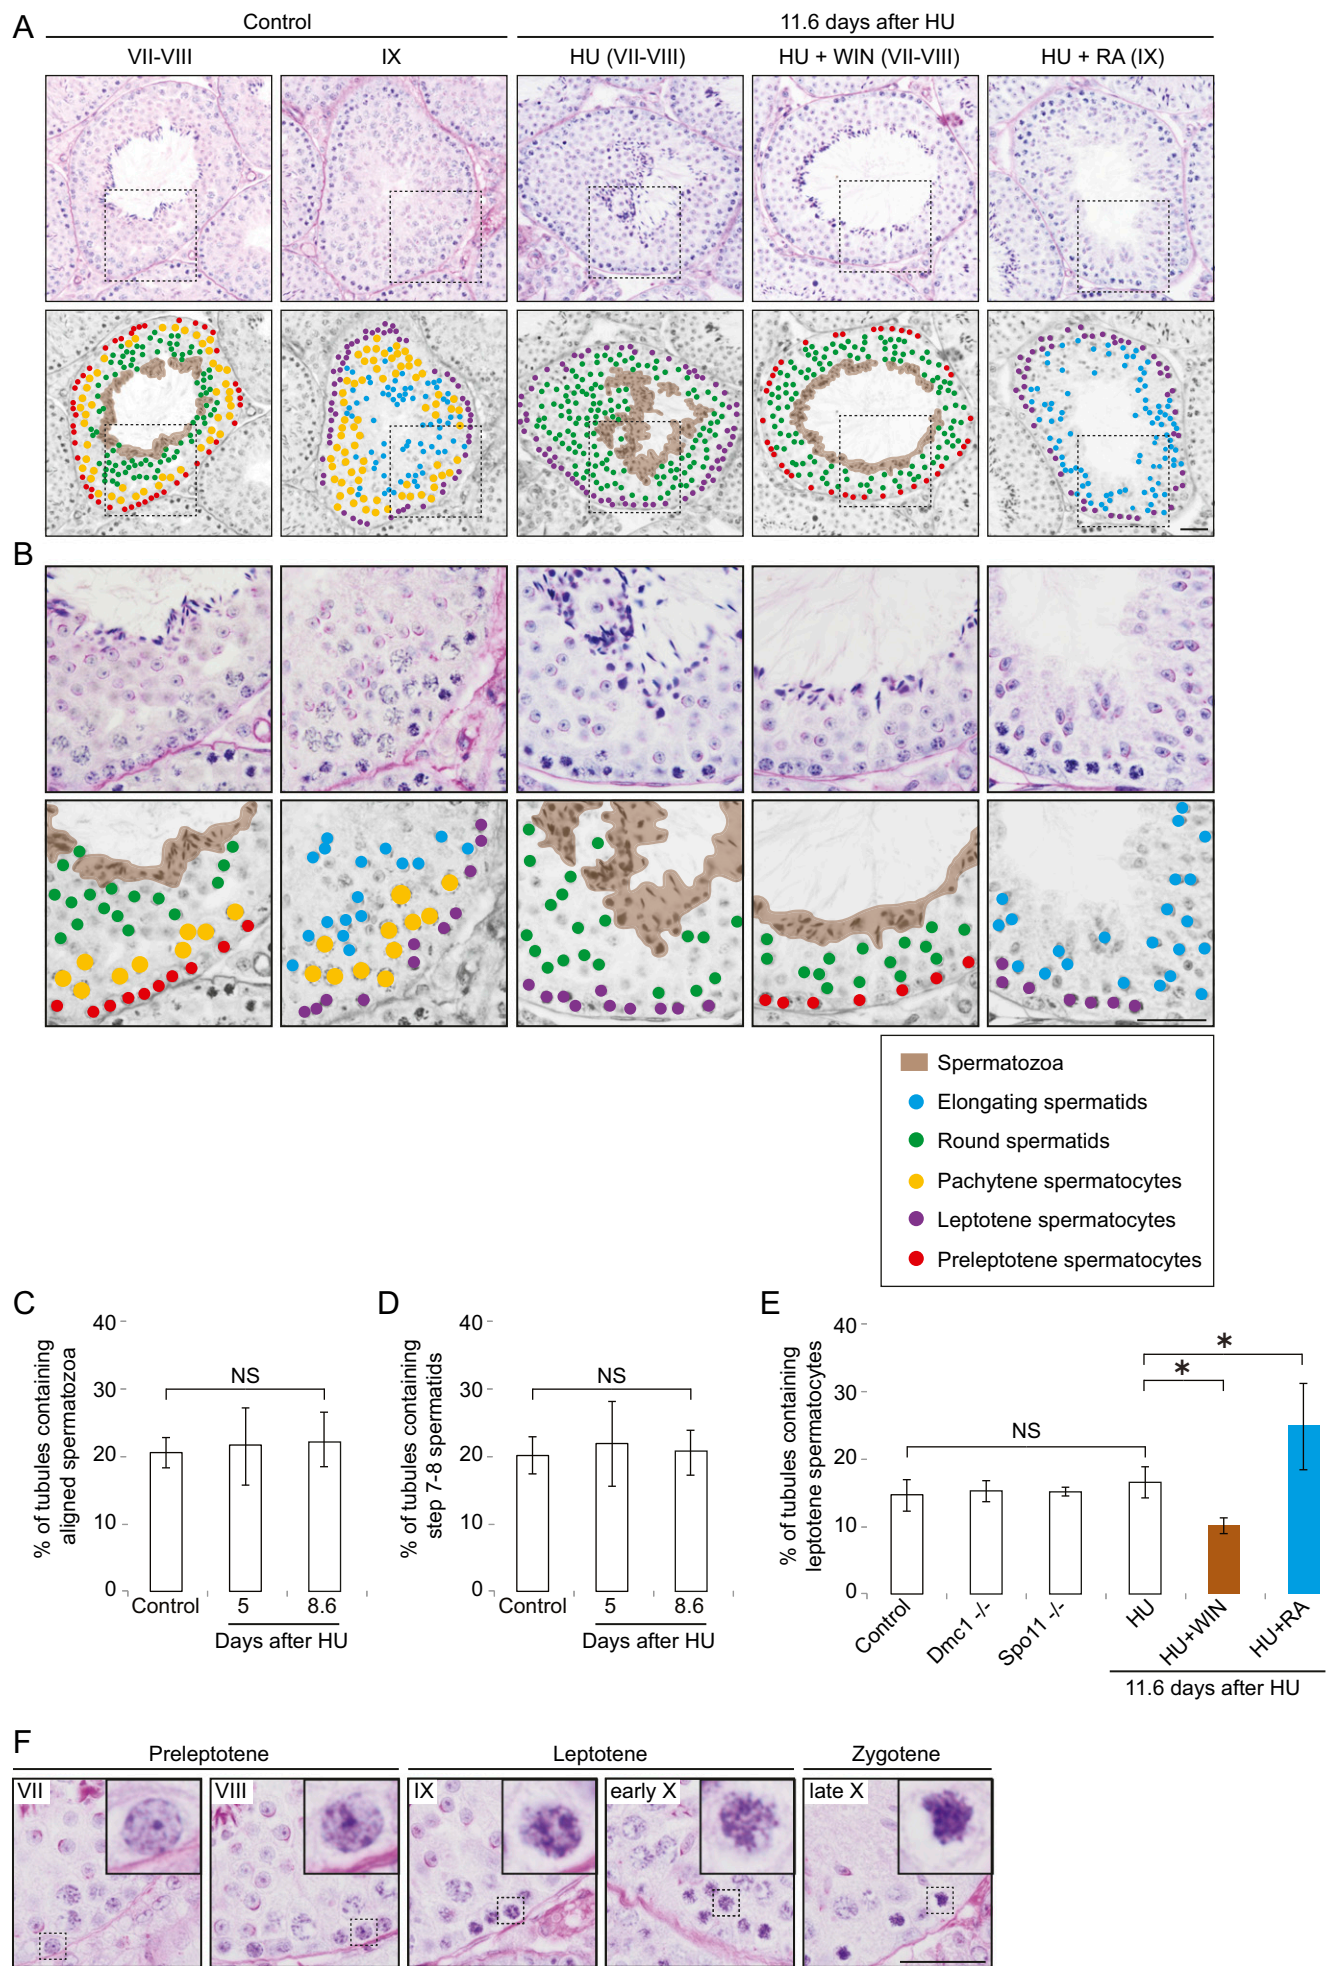 A
Control
11.6 days after HU
VII-VIII
IX
HU (VII-VIII)
HU + WIN (VII-VIII)
HU + RA (IX)
B
Spermatozoa
Elongating spermatids
Round spermatids
Pachytene spermatocytes
Leptotene spermatocytes
Preleptotene spermatocytes
C
% of tubules containing
aligned spermatozoa
40
30
20
10
0
NS
Control
5
8.6
Days after HU
D
% of tubules containing
step 7-8 spermatids
40
30
20
10
0
NS
Control
5
8.6
Days after HU
E
% of tubules containing
leptotene spermatocytes
40
30
20
10
0
NS
*
*
Control
Dmc1 -/-
Spo11 -/-
HU
HU+WIN
HU+RA
11.6 days after HU
F
Preleptotene
Leptotene
Zygotene
VII
VIII
IX
early X
late X